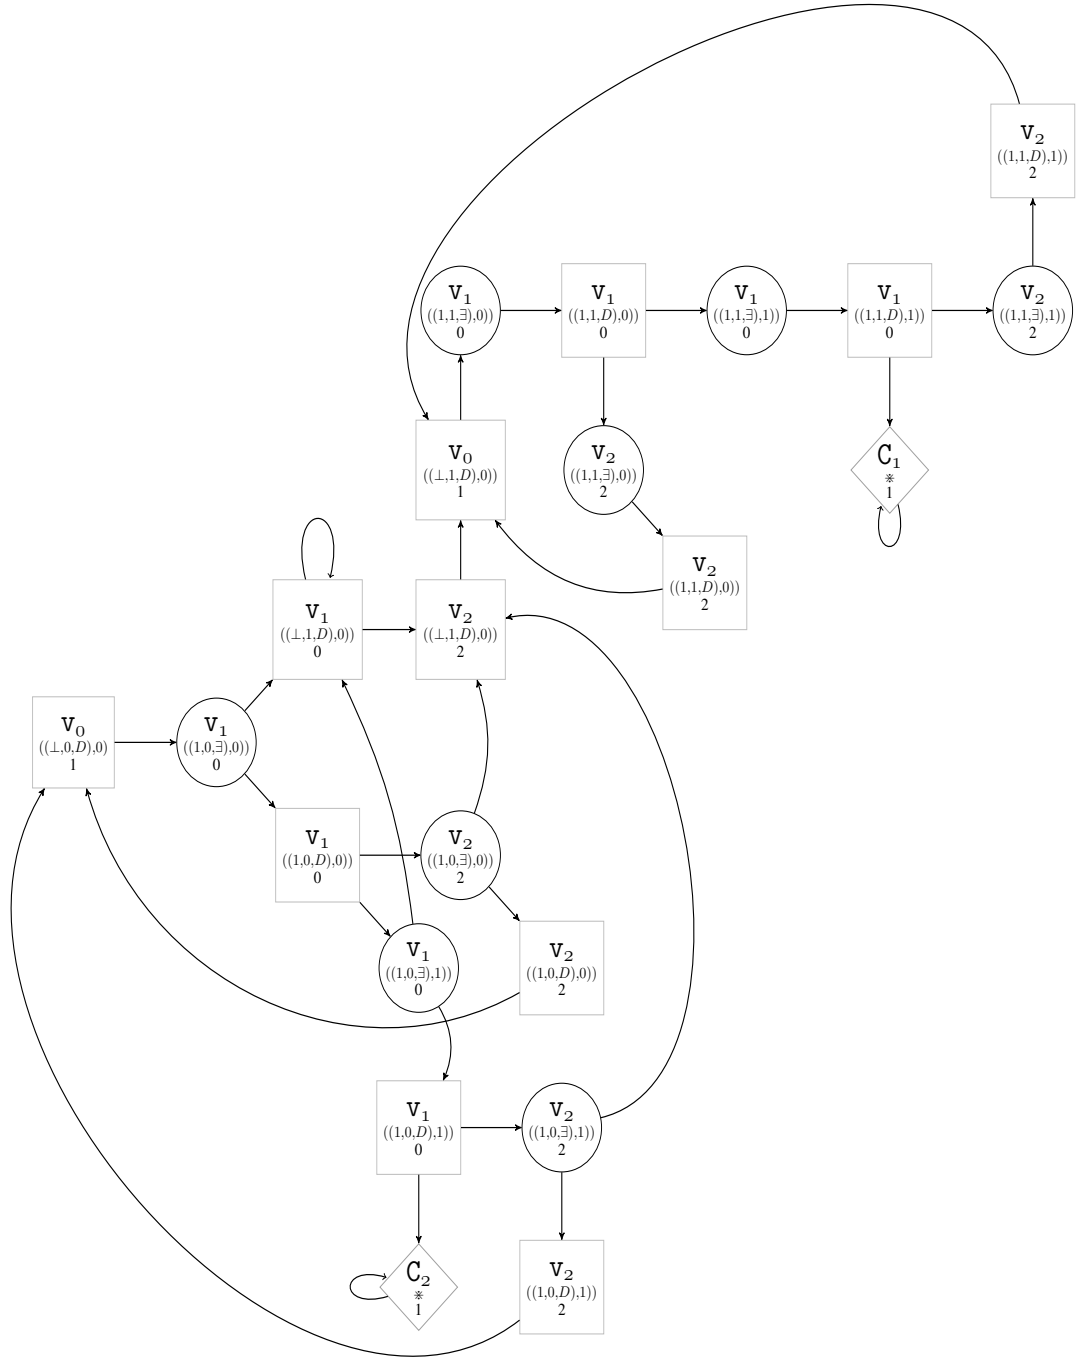 V₂
((1,1,D),1))
2
V₁
((1,1,∃),0))
0
V₁
((1,1,D),0))
0
V₁
((1,1,∃),1))
0
V₁
((1,1,D),1))
0
V₂
((1,1,∃),1))
2
V₀
((⊥,1,D),0))
1
V₂
((1,1,∃),0))
2
C₁
⋇
1
V₂
((1,1,D),0))
2
V₁
((⊥,1,D),0))
0
V₂
((⊥,1,D),0))
2
V₀
((⊥,0,D),0)
1
V₁
((1,0,∃),0))
0
V₁
((1,0,D),0))
0
V₂
((1,0,∃),0))
2
V₁
((1,0,∃),1))
0
V₂
((1,0,D),0))
2
V₁
((1,0,D),1))
0
V₂
((1,0,∃),1))
2
C₂
⋇
1
V₂
((1,0,D),1))
2